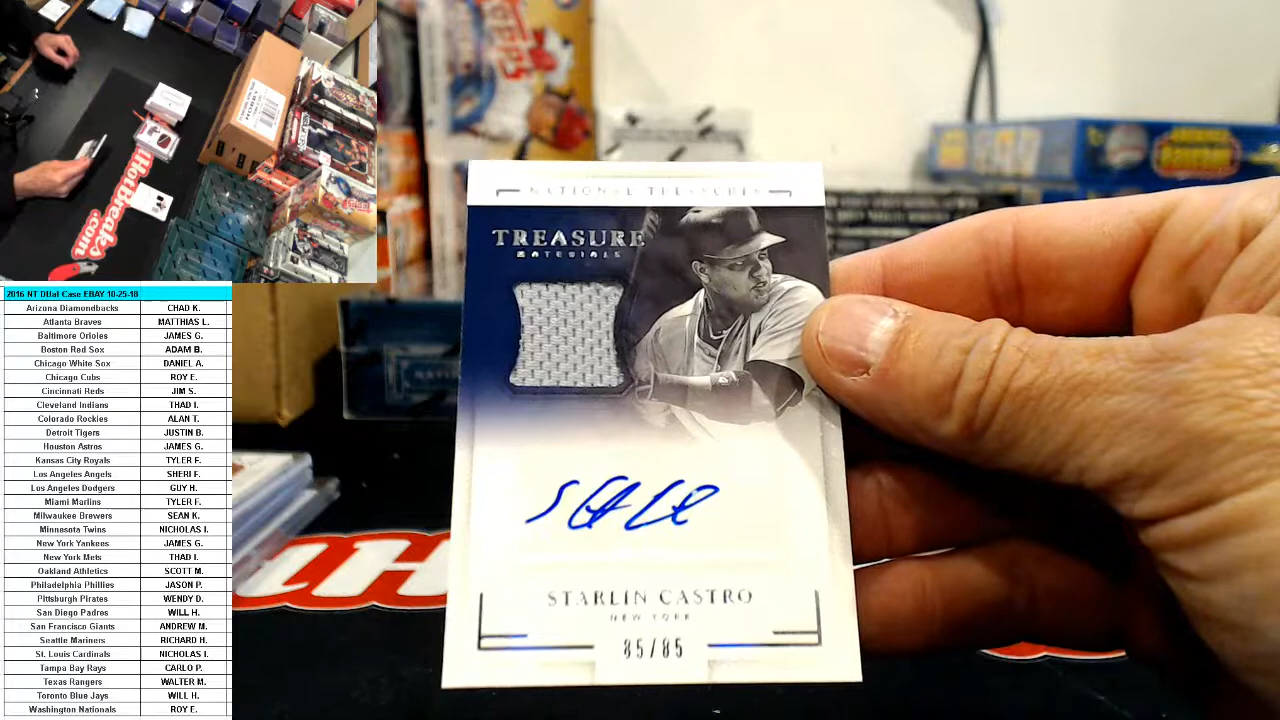 HotBreaks
.com
2016 NT DUal Case EBAY 10-25-18
Arizona Diamondbacks CHAD K.
Atlanta Braves MATTHIAS L.
Baltimore Orioles JAMES G.
Boston Red Sox ADAM B.
Chicago White Sox DANIEL A.
Chicago Cubs ROY E.
Cincinnati Reds JIM S.
Cleveland Indians THAD I.
Colorado Rockies ALAN T.
Detroit Tigers JUSTIN B.
Houston Astros JAMES G.
Kansas City Royals TYLER F.
Los Angeles Angels SHERI F.
Los Angeles Dodgers GUY H.
Miami Marlins TYLER F.
Milwaukee Brewers SEAN K.
Minnesota Twins NICHOLAS I.
New York Yankees JAMES G.
New York Mets THAD I.
Oakland Athletics SCOTT M.
Philadelphia Phillies JASON P.
Pittsburgh Pirates WENDY D.
San Diego Padres WILL H.
San Francisco Giants ANDREW M.
Seattle Mariners RICHARD H.
St. Louis Cardinals NICHOLAS I.
Tampa Bay Rays CARLO P.
Texas Rangers WALTER M.
Toronto Blue Jays WILL H.
Washington Nationals ROY E.
NATIONAL TREASURES
TREASURE
MATERIALS
STARLIN CASTRO
NEW YORK
85/85